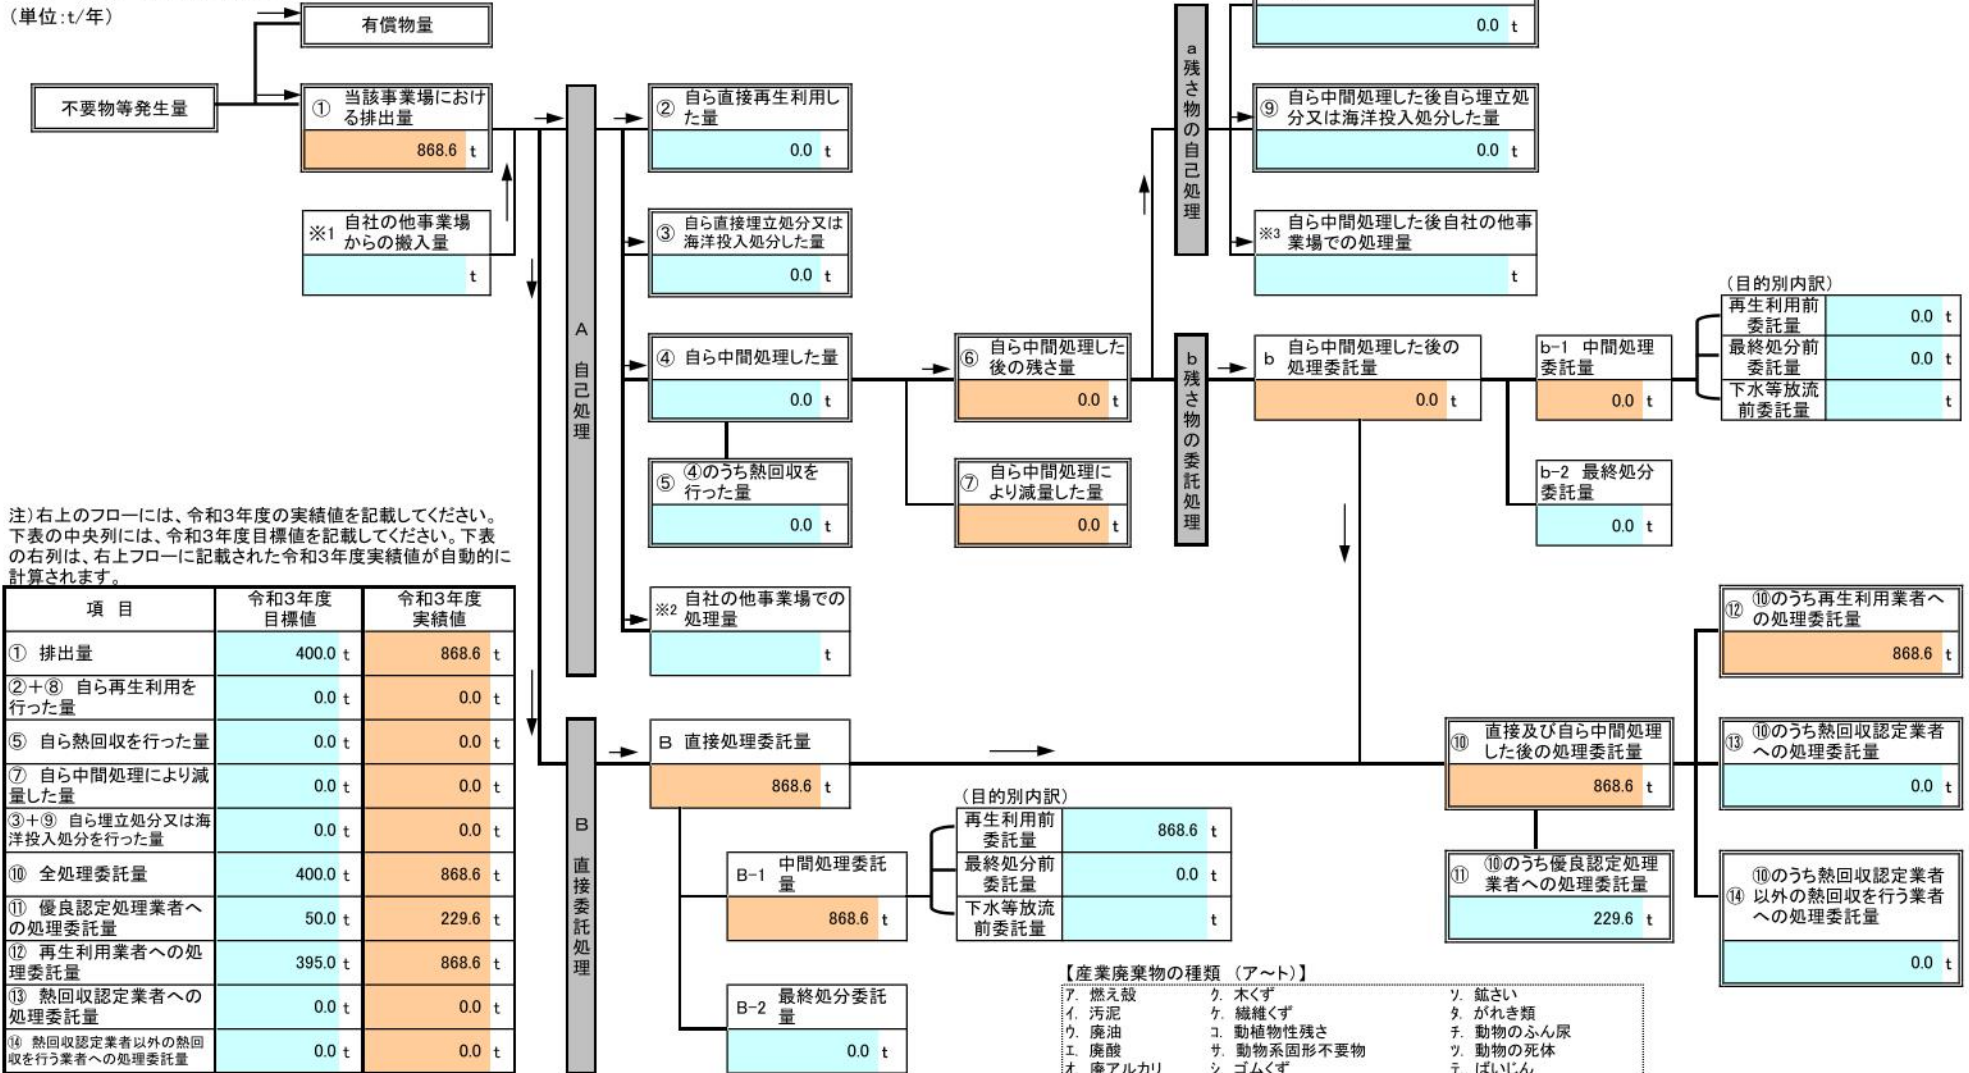 (単位:t/年)
有償物量
不要物等発生量
① 当該事業場におけ
る排出量
868.6 t
※1 自社の他事業場
からの搬入量
t
A 自己処理
② 自ら直接再生利用し
た量
0.0 t
③ 自ら直接埋立処分又は
海洋投入処分した量
0.0 t
④ 自ら中間処理した量
0.0 t
⑤ ④のうち熱回収を
行った量
0.0 t
※2 自社の他事業場での
処理量
t
⑥ 自ら中間処理した
後の残さ量
0.0 t
⑦ 自ら中間処理に
より減量した量
0.0 t
a 残さ物の自己処理
0.0 t
⑨ 自ら中間処理した後自ら埋立処
分又は海洋投入処分した量
0.0 t
※3 自ら中間処理した後自社の他事
業場での処理量
t
b 残さ物の委託処理
b 自ら中間処理した後の
処理委託量
0.0 t
b-1 中間処理
委託量
0.0 t
b-2 最終処分
委託量
0.0 t
(目的別内訳)
再生利用前
委託量
0.0 t
最終処分前
委託量
0.0 t
下水等放流
前委託量
t
注)右上のフローには、令和3年度の実績値を記載してください。
下表の中央列には、令和3年度目標値を記載してください。下表
の右列は、右上フローに記載された令和3年度実績値が自動的に
計算されます。
項 目 令和3年度 目標値 令和3年度 実績値
① 排出量 400.0 t 868.6 t
②+⑧ 自ら再生利用を
行った量 0.0 t 0.0 t
⑤ 自ら熱回収を行った量 0.0 t 0.0 t
⑦ 自ら中間処理により減
量した量 0.0 t 0.0 t
③+⑨ 自ら埋立処分又は海
洋投入処分を行った量 0.0 t 0.0 t
⑩ 全処理委託量 400.0 t 868.6 t
⑪ 優良認定処理業者へ
の処理委託量 50.0 t 229.6 t
⑫ 再生利用業者への処
理委託量 395.0 t 868.6 t
⑬ 熱回収認定業者への
処理委託量 0.0 t 0.0 t
⑭ 熱回収認定業者以外の熱回
収を行う業者への処理委託量 0.0 t 0.0 t
B 直接委託処理
B 直接処理委託量
868.6 t
B-1 中間処理委託
量
868.6 t
B-2 最終処分委託
量
0.0 t
(目的別内訳)
再生利用前
委託量
868.6 t
最終処分前
委託量
0.0 t
下水等放流
前委託量
t
⑩ 直接及び自ら中間処理
した後の処理委託量
868.6 t
⑪ ⑩のうち優良認定処理
業者への処理委託量
229.6 t
⑫ ⑩のうち再生利用業者へ
の処理委託量
868.6 t
⑬ ⑩のうち熱回収認定業者
への処理委託量
0.0 t
⑭ ⑩のうち熱回収認定業者
以外の熱回収を行う業者
への処理委託量
0.0 t
【産業廃棄物の種類 (ア~ト)】
ア. 燃え殻 ク. 木くず ソ. 鉱さい
イ. 汚泥 ケ. 繊維くず タ. がれき類
ウ. 廃油 コ. 動植物性残さ チ. 動物のふん尿
エ. 廃酸 サ. 動物系固形不要物 ツ. 動物の死体
オ. 廃アルカリ シ. ゴムくず テ. ばいじん